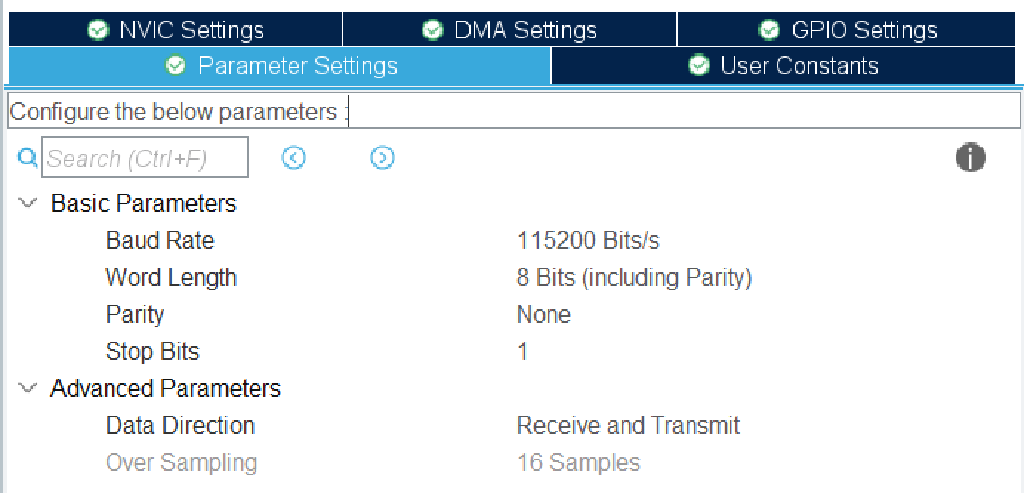 NVIC Settings DMA Settings GPIO Settings
Parameter Settings User Constants
Configure the below parameters :
Search (Ctrl+F)
Basic Parameters
Baud Rate 115200 Bits/s
Word Length 8 Bits (including Parity)
Parity None
Stop Bits 1
Advanced Parameters
Data Direction Receive and Transmit
Over Sampling 16 Samples